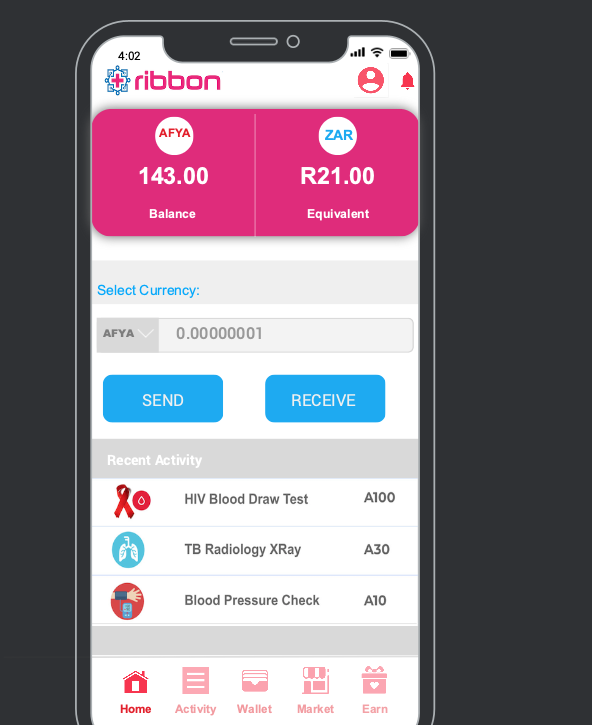 4:02
ribbon
AFYA
ZAR
143.00
R21.00
Balance
Equivalent
Select Currency:
AFYA
0.00000001
SEND
RECEIVE
Recent Activity
HIV Blood Draw Test
A100
TB Radiology XRay
A30
Blood Pressure Check
A10
Home
Activity
Wallet
Market
Earn